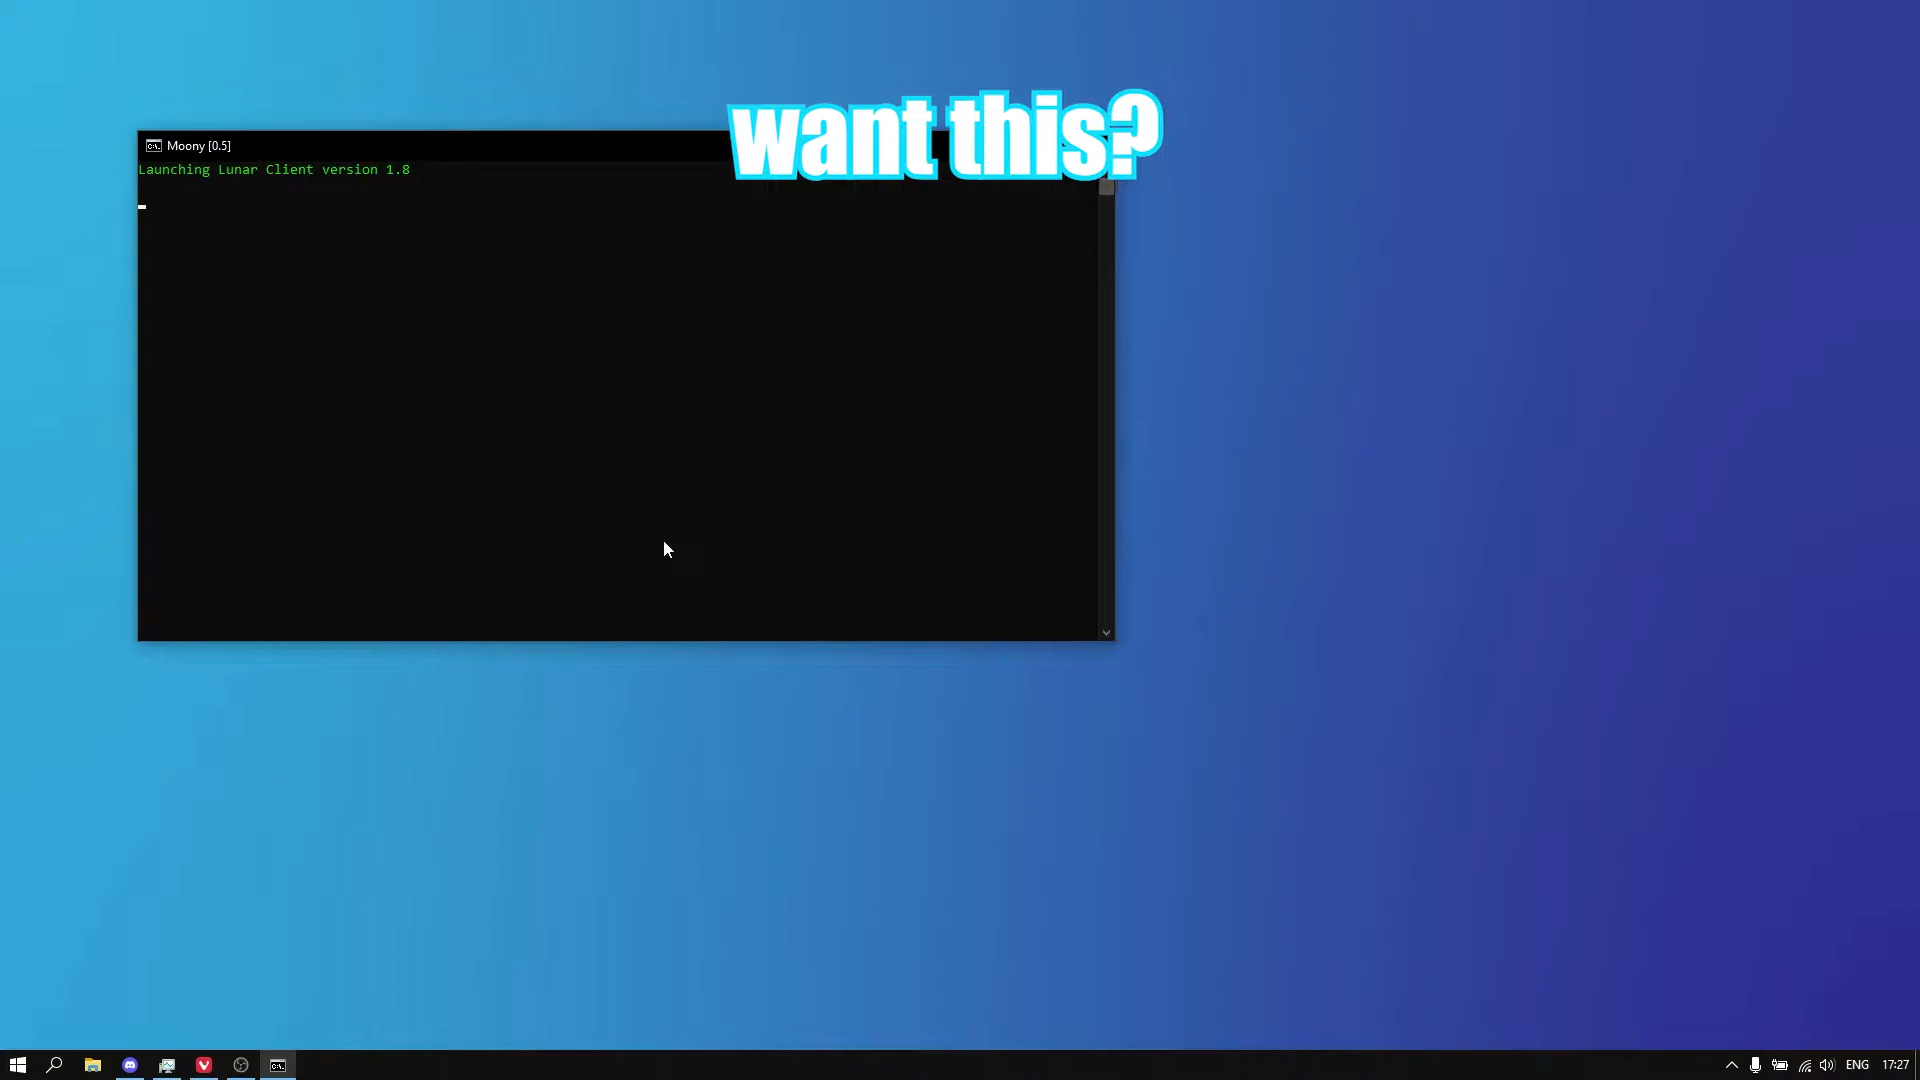 want this?
Moony [0.5]
Launching Lunar Client version 1.8
ENG
17:27